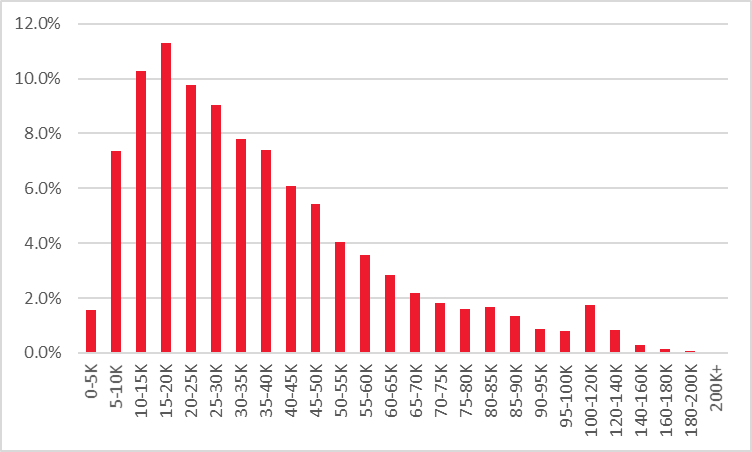 12.0%
10.0%
8.0%
6.0%
4.0%
2.0%
0.0%
0-5K
5-10K
10-15K
15-20K
20-25K
25-30K
30-35K
35-40K
40-45K
45-50K
50-55K
55-60K
60-65K
65-70K
70-75K
75-80K
80-85K
85-90K
90-95K
95-100K
100-120K
120-140K
140-160K
160-180K
180-200K
200K+